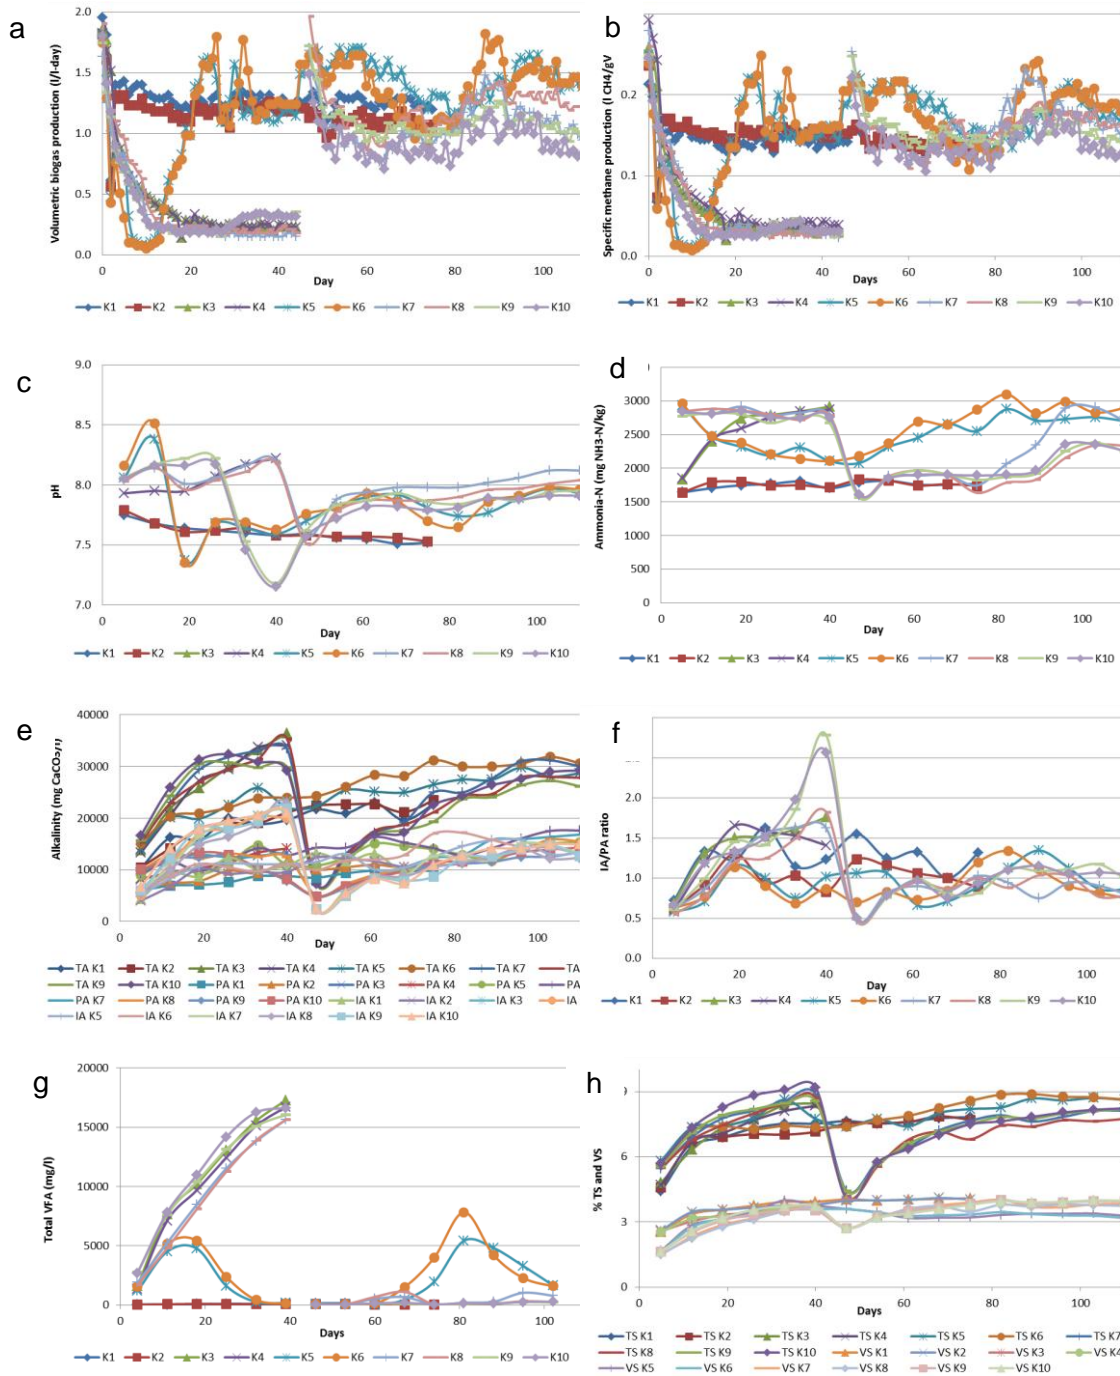 a
Volumetric biogas production (l/l-day)
2.0
1.5
1.0
0.5
0.0
0 20 40 60 80 100
Day
K1 K2 K3 K4 K5 K6 K7 K8 K9 K10
b
Specific methane production (l CH4/gV
0.2
0.1
0.0
0 20 40 60 80 100
Days
K1 K2 K3 K4 K5 K6 K7 K8 K9 K10
c
pH
9.0
8.5
8.0
7.5
7.0
0 20 40 60 80 100
Day
K1 K2 K3 K4 K5 K6 K7 K8 K9 K10
d
Ammonia-N (mg NH3-N/kg)
3000
2500
2000
1500
1000
500
0
0 20 40 60 80 100
Day
K1 K2 K3 K4 K5 K6 K7 K8 K9 K10
e
Alkalinity (mg CaCO3/l)
40000
30000
20000
10000
0
0 20 40 60 80 100
Day
TA K1 TA K2 TA K3 TA K4 TA K5 TA K6 TA K7 TA
TA K9 TA K10 PA K1 PA K2 PA K3 PA K4 PA K5 PA
PA K7 PA K8 PA K9 PA K10 IA K1 IA K2 IA K3 IA
IA K5 IA K6 IA K7 IA K8 IA K9 IA K10
f
IA/PA ratio
2.0
1.5
1.0
0.5
0.0
0 20 40 60 80 100
Day
K1 K2 K3 K4 K5 K6 K7 K8 K9 K10
g
Total VFA (mg/l)
20000
15000
10000
5000
0
0 20 40 60 80 100
Days
K1 K2 K3 K4 K5 K6 K7 K8 K9 K10
h
% TS and VS
9
6
3
0
0 20 40 60 80 100
Days
TS K1 TS K2 TS K3 TS K4 TS K5 TS K6 TS K7
TS K8 TS K9 TS K10 VS K1 VS K2 VS K3 VS K4
VS K5 VS K6 VS K7 VS K8 VS K9 VS K10